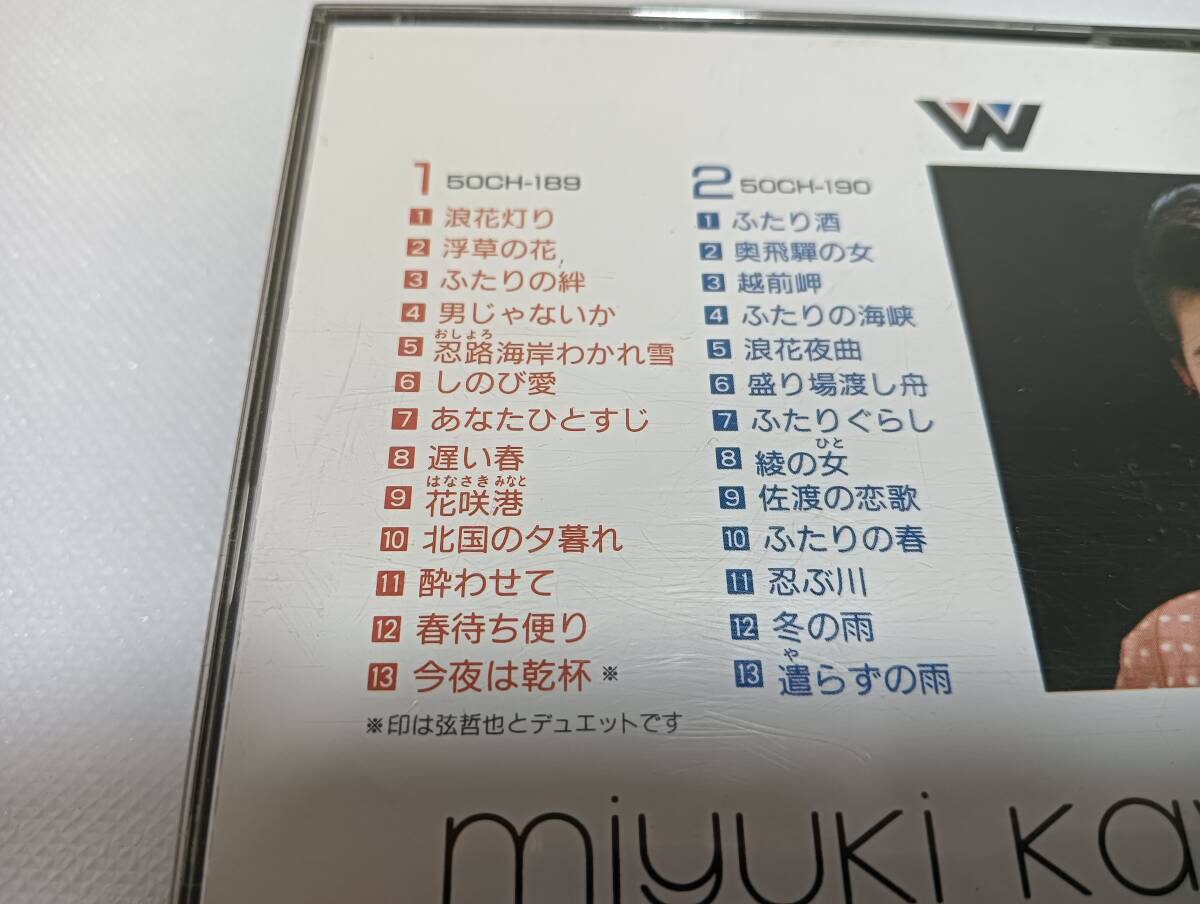 W
1 50CH-189
1 浪花灯り
2 浮草の花
3 ふたりの絆
4 男じゃないか
おしょろ
5 忍路海岸わかれ雪
6 しのび愛
7 あなたひとすじ
8 遅い春
はなさき みなと
9 花咲港
10 北国の夕暮れ
11 酔わせて
12 春待ち便り
13 今夜は乾杯※
※印は弦哲也とデュエットです
2 50CH-190
1 ふたり酒
2 奥飛騨の女
3 越前岬
4 ふたりの海峡
5 浪花夜曲
6 盛り場渡し舟
7 ふたりぐらし
ひと
8 綾の女
9 佐渡の恋歌
10 ふたりの春
11 忍ぶ川
12 冬の雨
や
13 遣らずの雨
miyuki